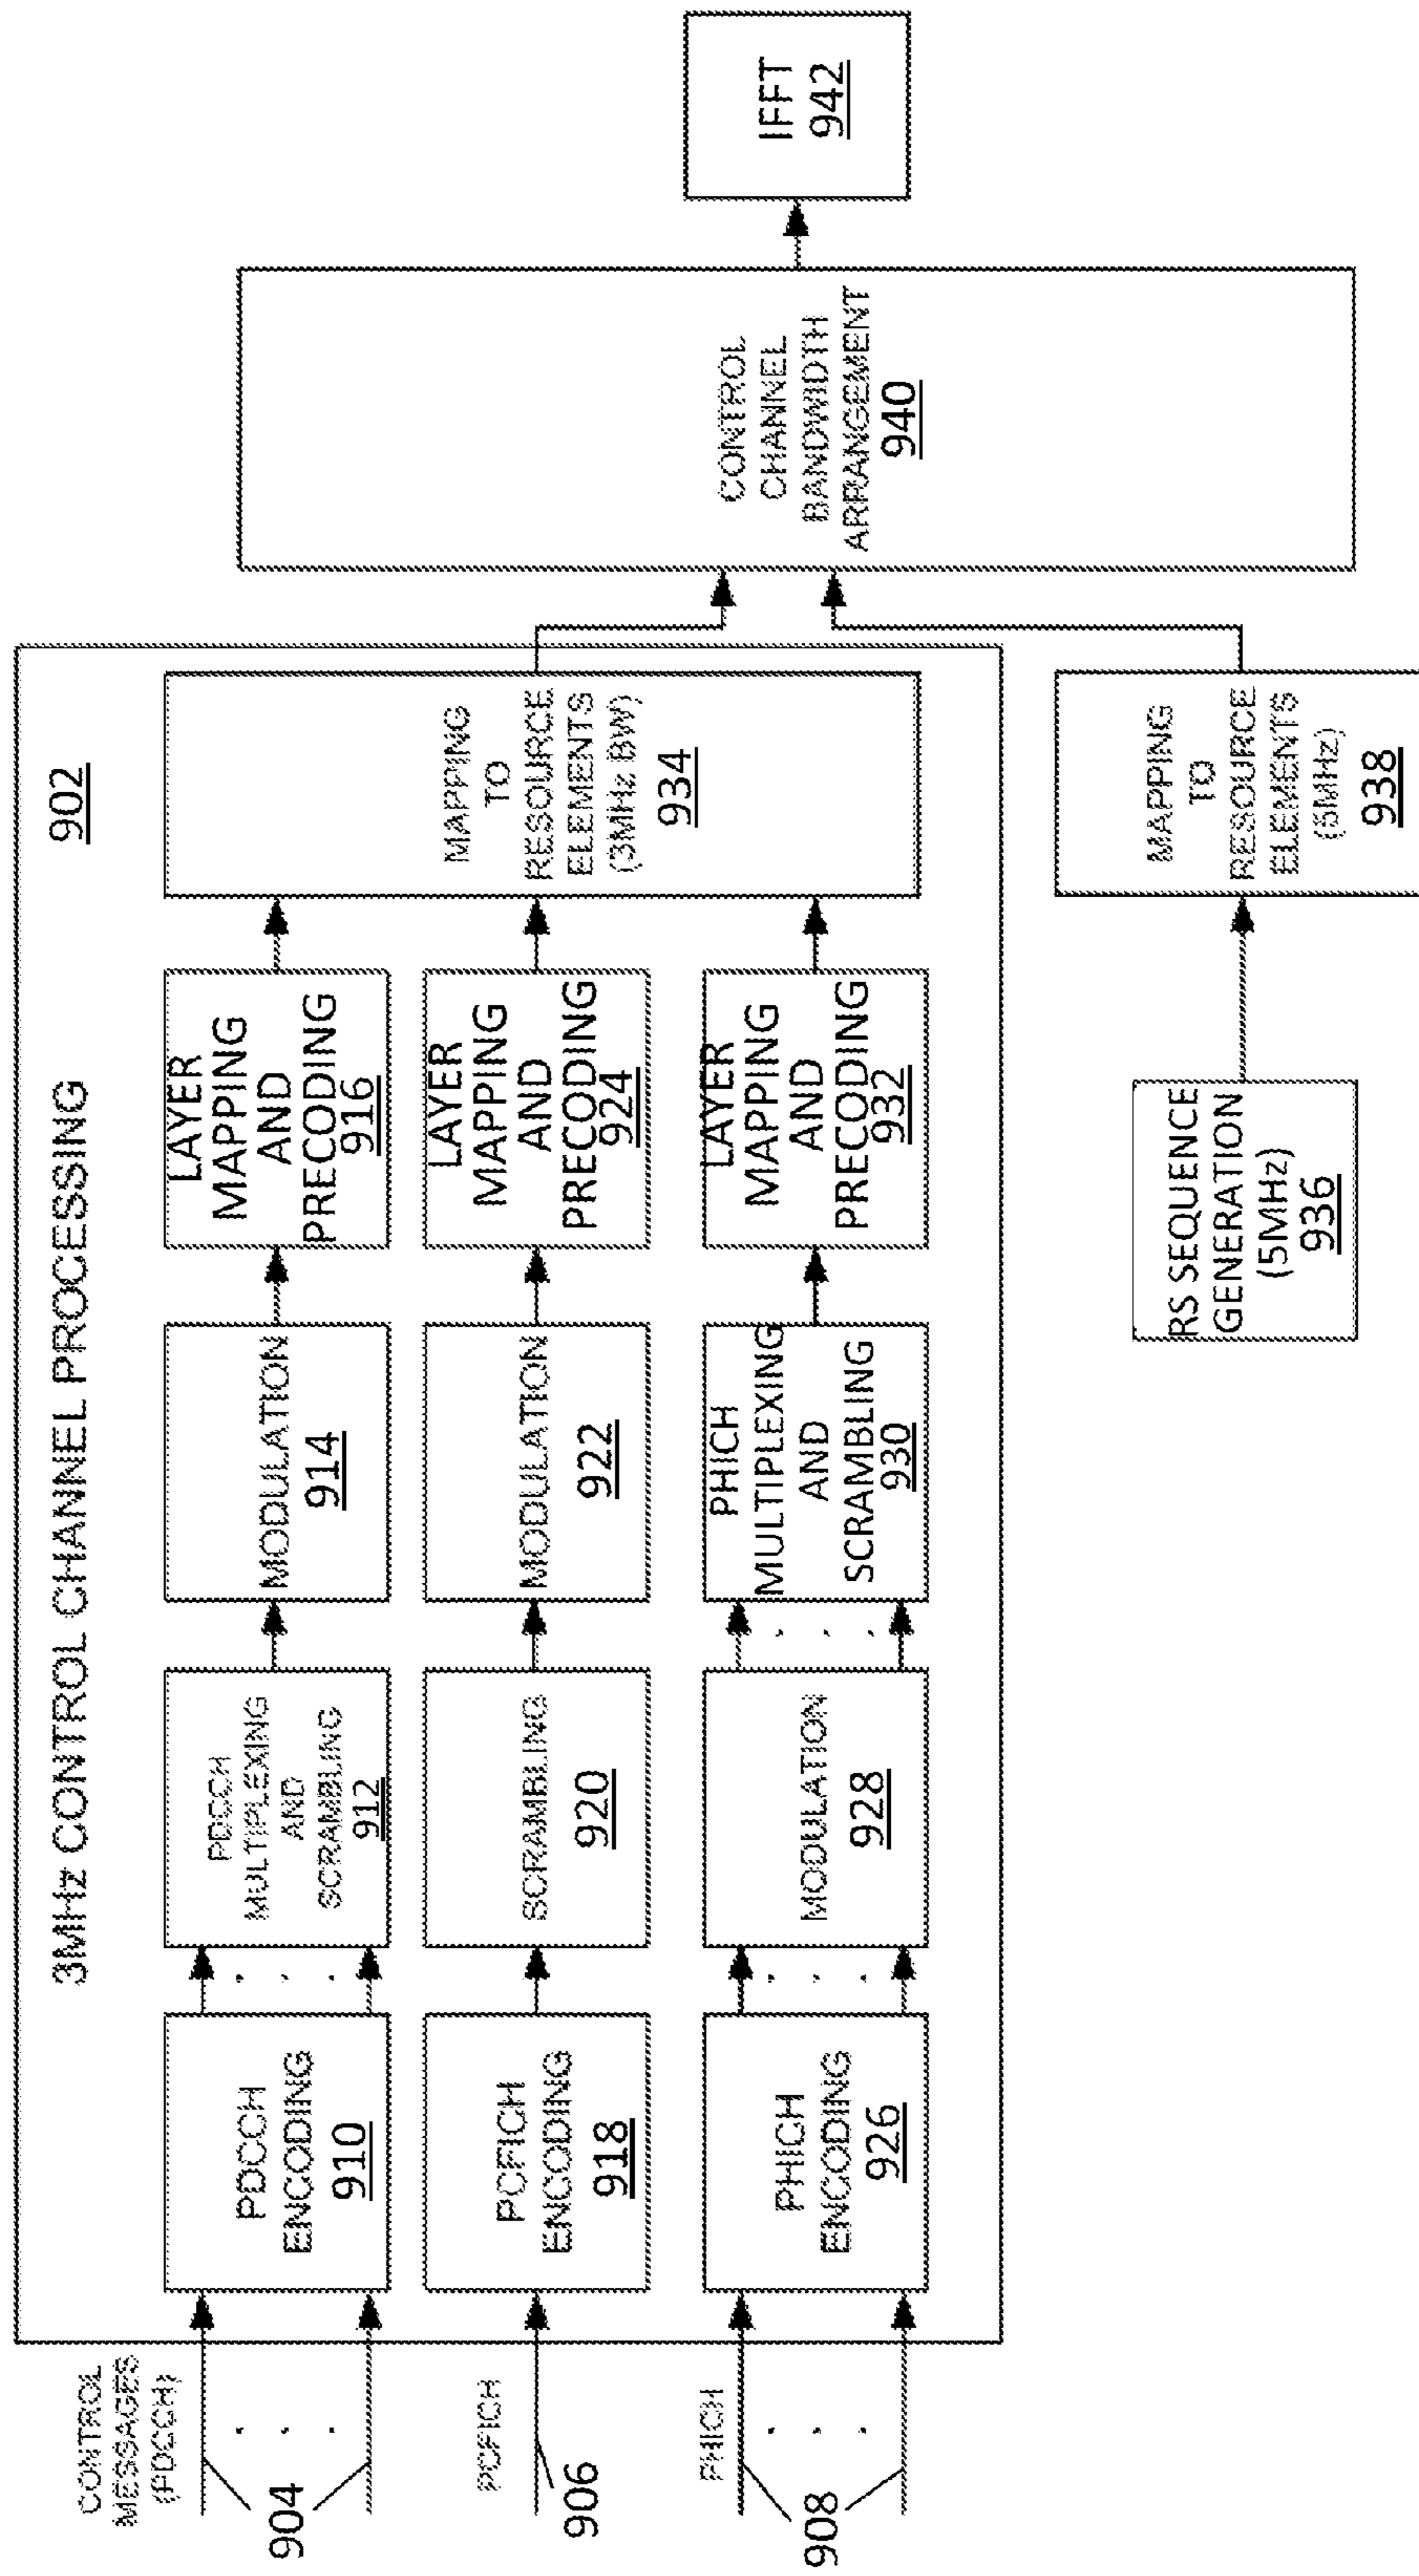 3MHz CONTROL CHANNEL PROCESSING
902
CONTROL
MESSAGES
(PDCCH)
904
PDCCH
ENCODING
910
PDCCH
MULTIPLEXING
AND
SCRAMBLING
912
MODULATION
914
LAYER
MAPPING
AND
PRECODING
916
PCFICH
906
PCFICH
ENCODING
918
SCRAMBLING
920
MODULATION
922
LAYER
MAPPING
AND
PRECODING
924
PHICH
908
PHICH
ENCODING
926
MODULATION
928
PHICH
MULTIPLEXING
AND
SCRAMBLING
930
LAYER
MAPPING
AND
PRECODING
932
MAPPING
TO
RESOURCE
ELEMENTS
(3MHz BW)
934
RS SEQUENCE
GENERATION
(5MHz)
936
MAPPING
TO
RESOURCE
ELEMENTS
(5MHz)
938
CONTROL
CHANNEL
BANDWIDTH
ARRANGEMENT
940
IFFT
942